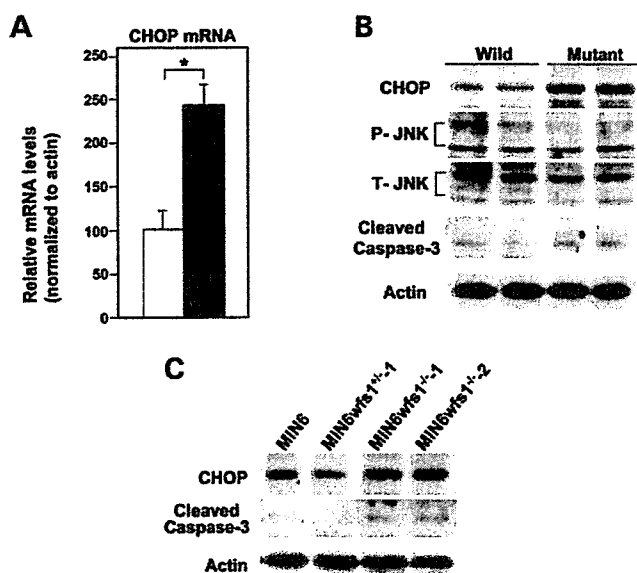 A
CHOP mRNA
*
250
250
200
150
100
50
0
Relative mRNA levels
(normalized to actin)
B
Wild Mutant
CHOP
P- JNK
T- JNK
Cleaved
Caspase-3
Actin
C
MIN6
MIN6wfs1+/--1
MIN6wfs1-/--1
MIN6wfs1-/--2
CHOP
Cleaved
Caspase-3
Actin